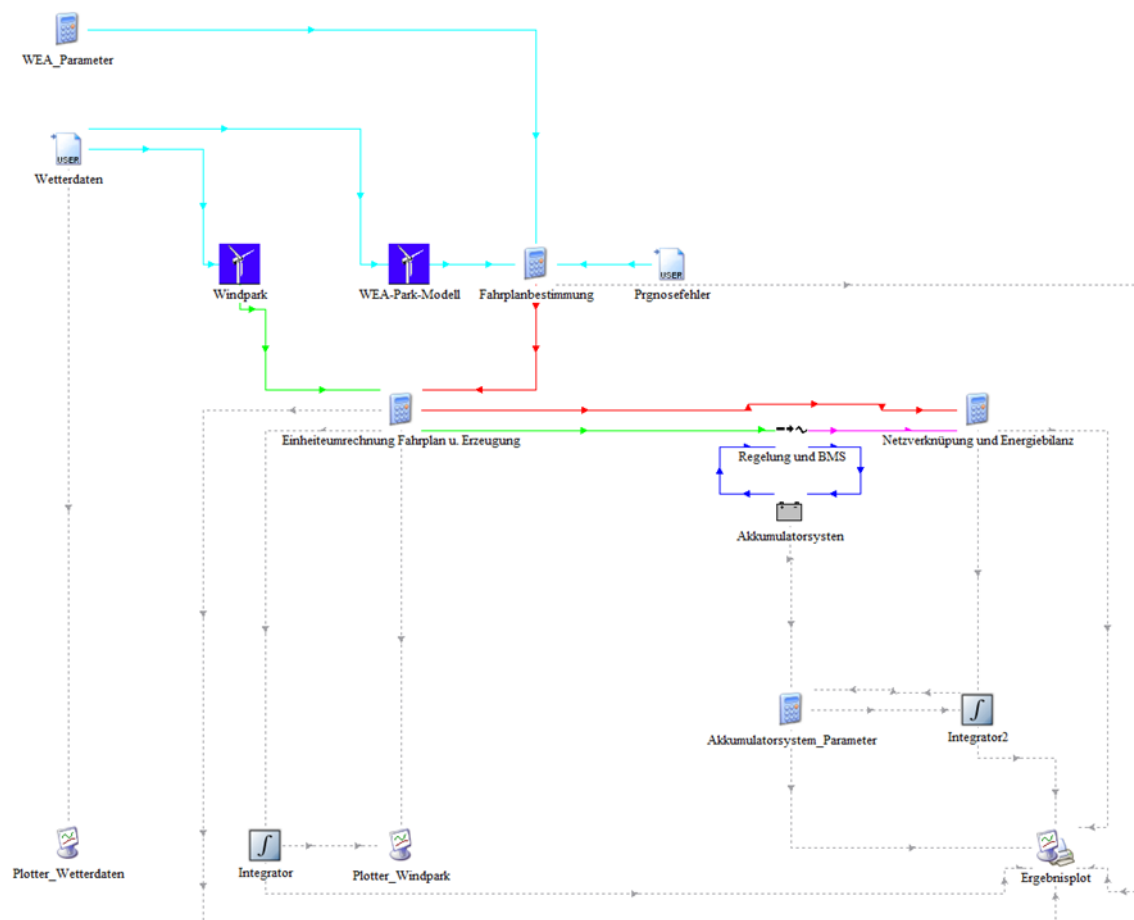 WEA_Parameter
USER
Wetterdaten
USER
Windpark
WEA-Park-Modell
Fahrplanbestimmung
Prgnosefehler
Einheiteumrechnung Fahrplan u. Erzeugung
Netzverknüpung und Energiebilanz
Regelung und BMS
Akkumulatorsysten
Akkumulatorsystem_Parameter
Integrator2
Plotter_Wetterdaten
Integrator
Plotter_Windpark
Ergebnisplot